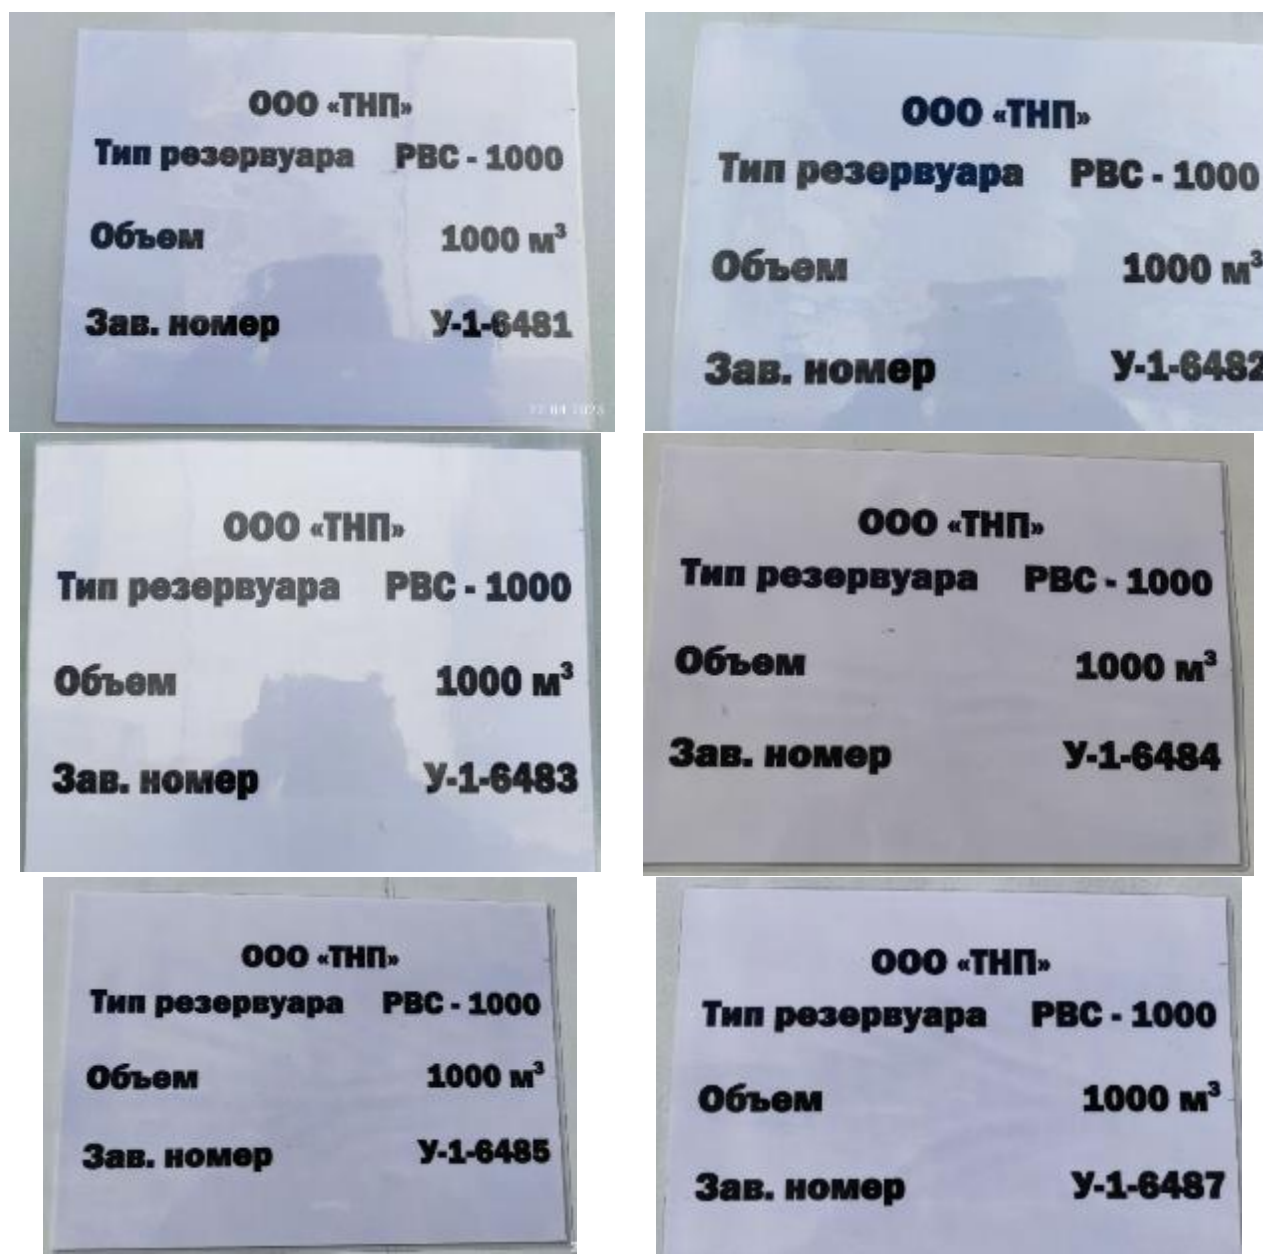 ООО «ТНП»
Тип резервуара РВС - 1000
Объем 1000 м³
Зав. номер У-1-6481
ООО «ТНП»
Тип резервуара РВС - 1000
Объем 1000 м³
Зав. номер У-1-6482
ООО «ТНП»
Тип резервуара РВС - 1000
Объем 1000 м³
Зав. номер У-1-6483
ООО «ТНП»
Тип резервуара РВС - 1000
Объем 1000 м³
Зав. номер У-1-6484
ООО «ТНП»
Тип резервуара РВС - 1000
Объем 1000 м³
Зав. номер У-1-6485
ООО «ТНП»
Тип резервуара РВС - 1000
Объем 1000 м³
Зав. номер У-1-6487